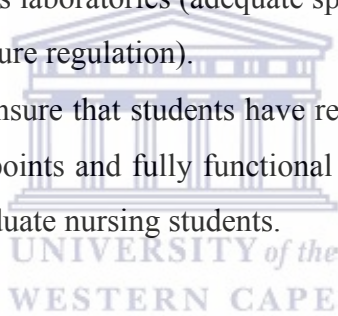 s laboratories (adequate sp
ure regulation).
nsure that students have re
points and fully functional
luate nursing students.
UNIVERSITY of the
WESTERN CAPE